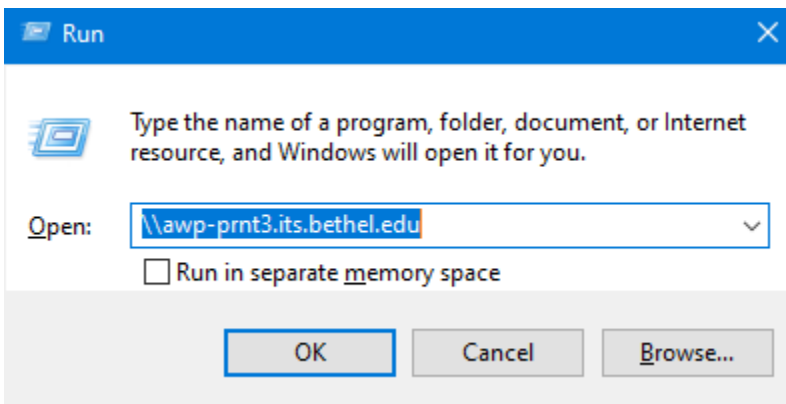 Run
Type the name of a program, folder, document, or Internet
resource, and Windows will open it for you.
Open: \\awp-prnt3.its.bethel.edu
Run in separate memory space
OK Cancel Browse...